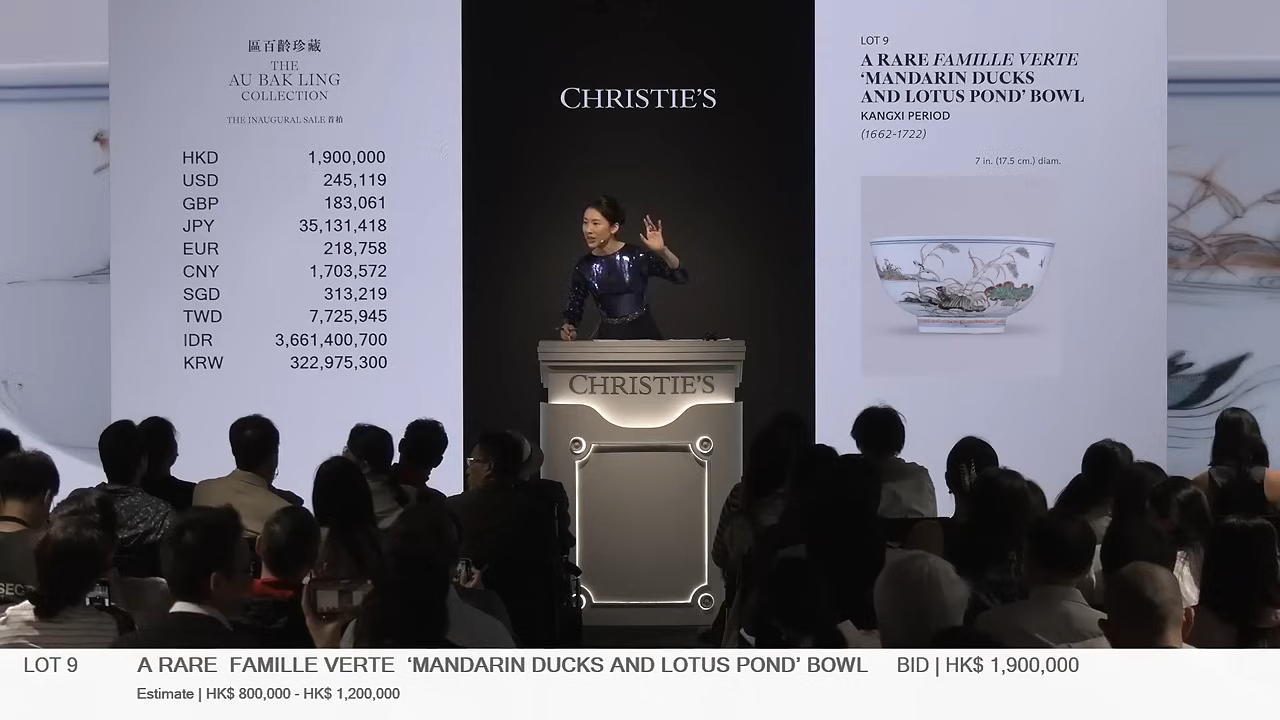 區百齡珍藏
THE
AU BAK LING
COLLECTION
THE INAUGURAL SALE 首拍
HKD 1,900,000
USD 245,119
GBP 183,061
JPY 35,131,418
EUR 218,758
CNY 1,703,572
SGD 313,219
TWD 7,725,945
IDR 3,661,400,700
KRW 322,975,300
CHRISTIE'S
CHRISTIE'S
LOT 9
A RARE FAMILLE VERTE
‘MANDARIN DUCKS
AND LOTUS POND’ BOWL
KANGXI PERIOD
(1662-1722)
7 in. (17.5 cm.) diam.
SEC
LOT 9 A RARE FAMILLE VERTE ‘MANDARIN DUCKS AND LOTUS POND’ BOWL BID | HK$ 1,900,000
Estimate | HK$ 800,000 - HK$ 1,200,000